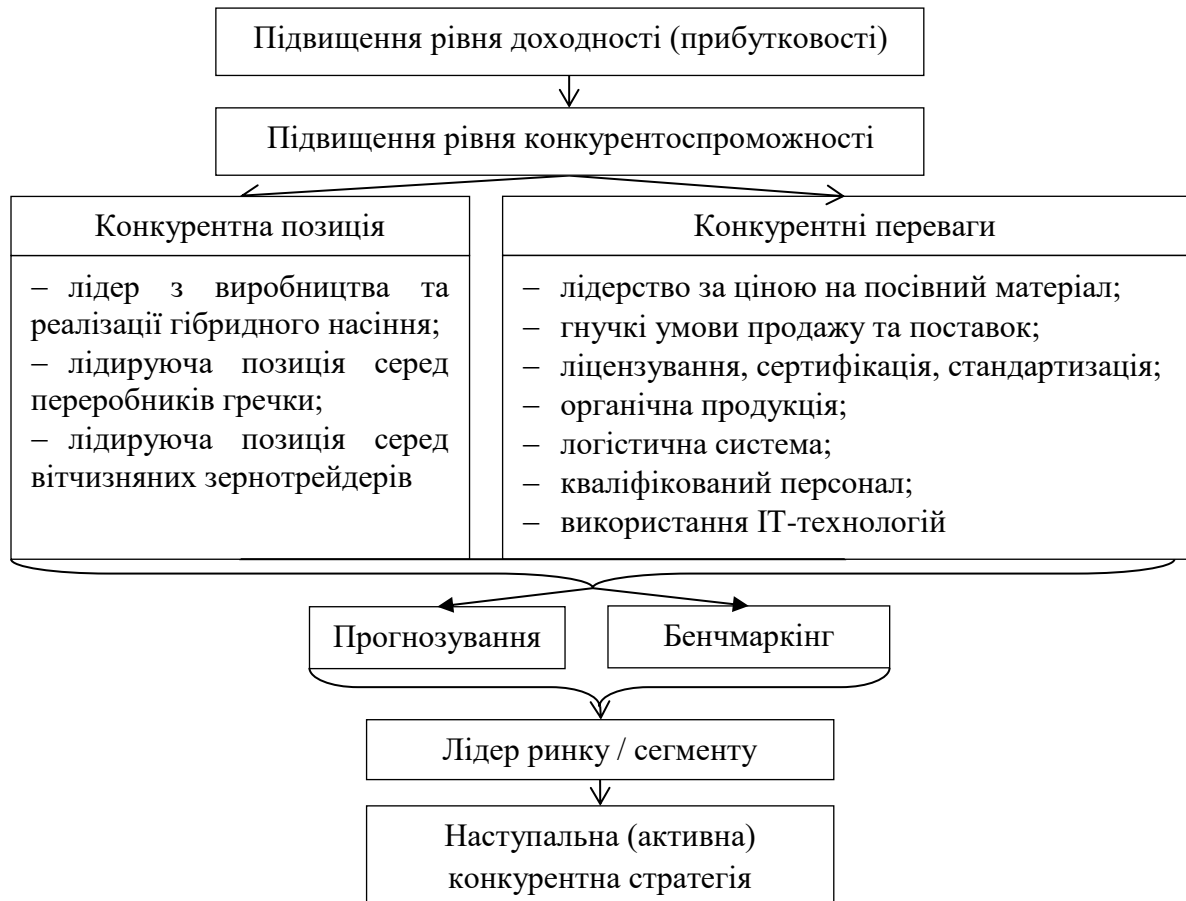 Підвищення рівня доходності (прибутковості)
Підвищення рівня конкурентоспроможності
Конкурентна позиція
– лідер з виробництва та
реалізації гібридного насіння;
– лідируюча позиція серед
переробників гречки;
– лідируюча позиція серед
вітчизняних зернотрейдерів
Конкурентні переваги
– лідерство за ціною на посівний матеріал;
– гнучкі умови продажу та поставок;
– ліцензування, сертифікація, стандартизація;
– органічна продукція;
– логістична система;
– кваліфікований персонал;
– використання ІТ-технологій
Прогнозування
Бенчмаркінг
Лідер ринку / сегменту
Наступальна (активна)
конкурентна стратегія